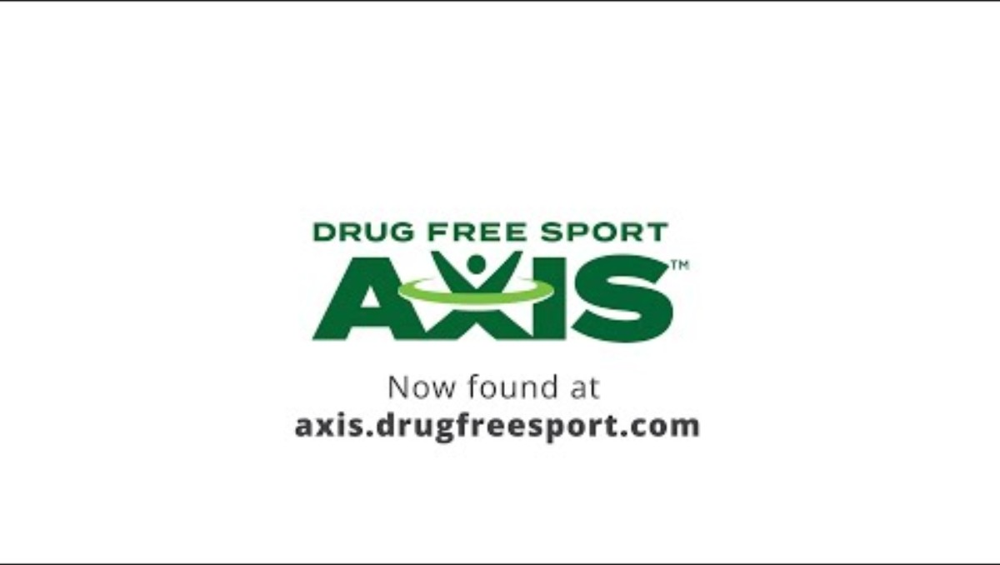 DRUG FREE SPORT
AXIS™
Now found at
axis.drugfreesport.com